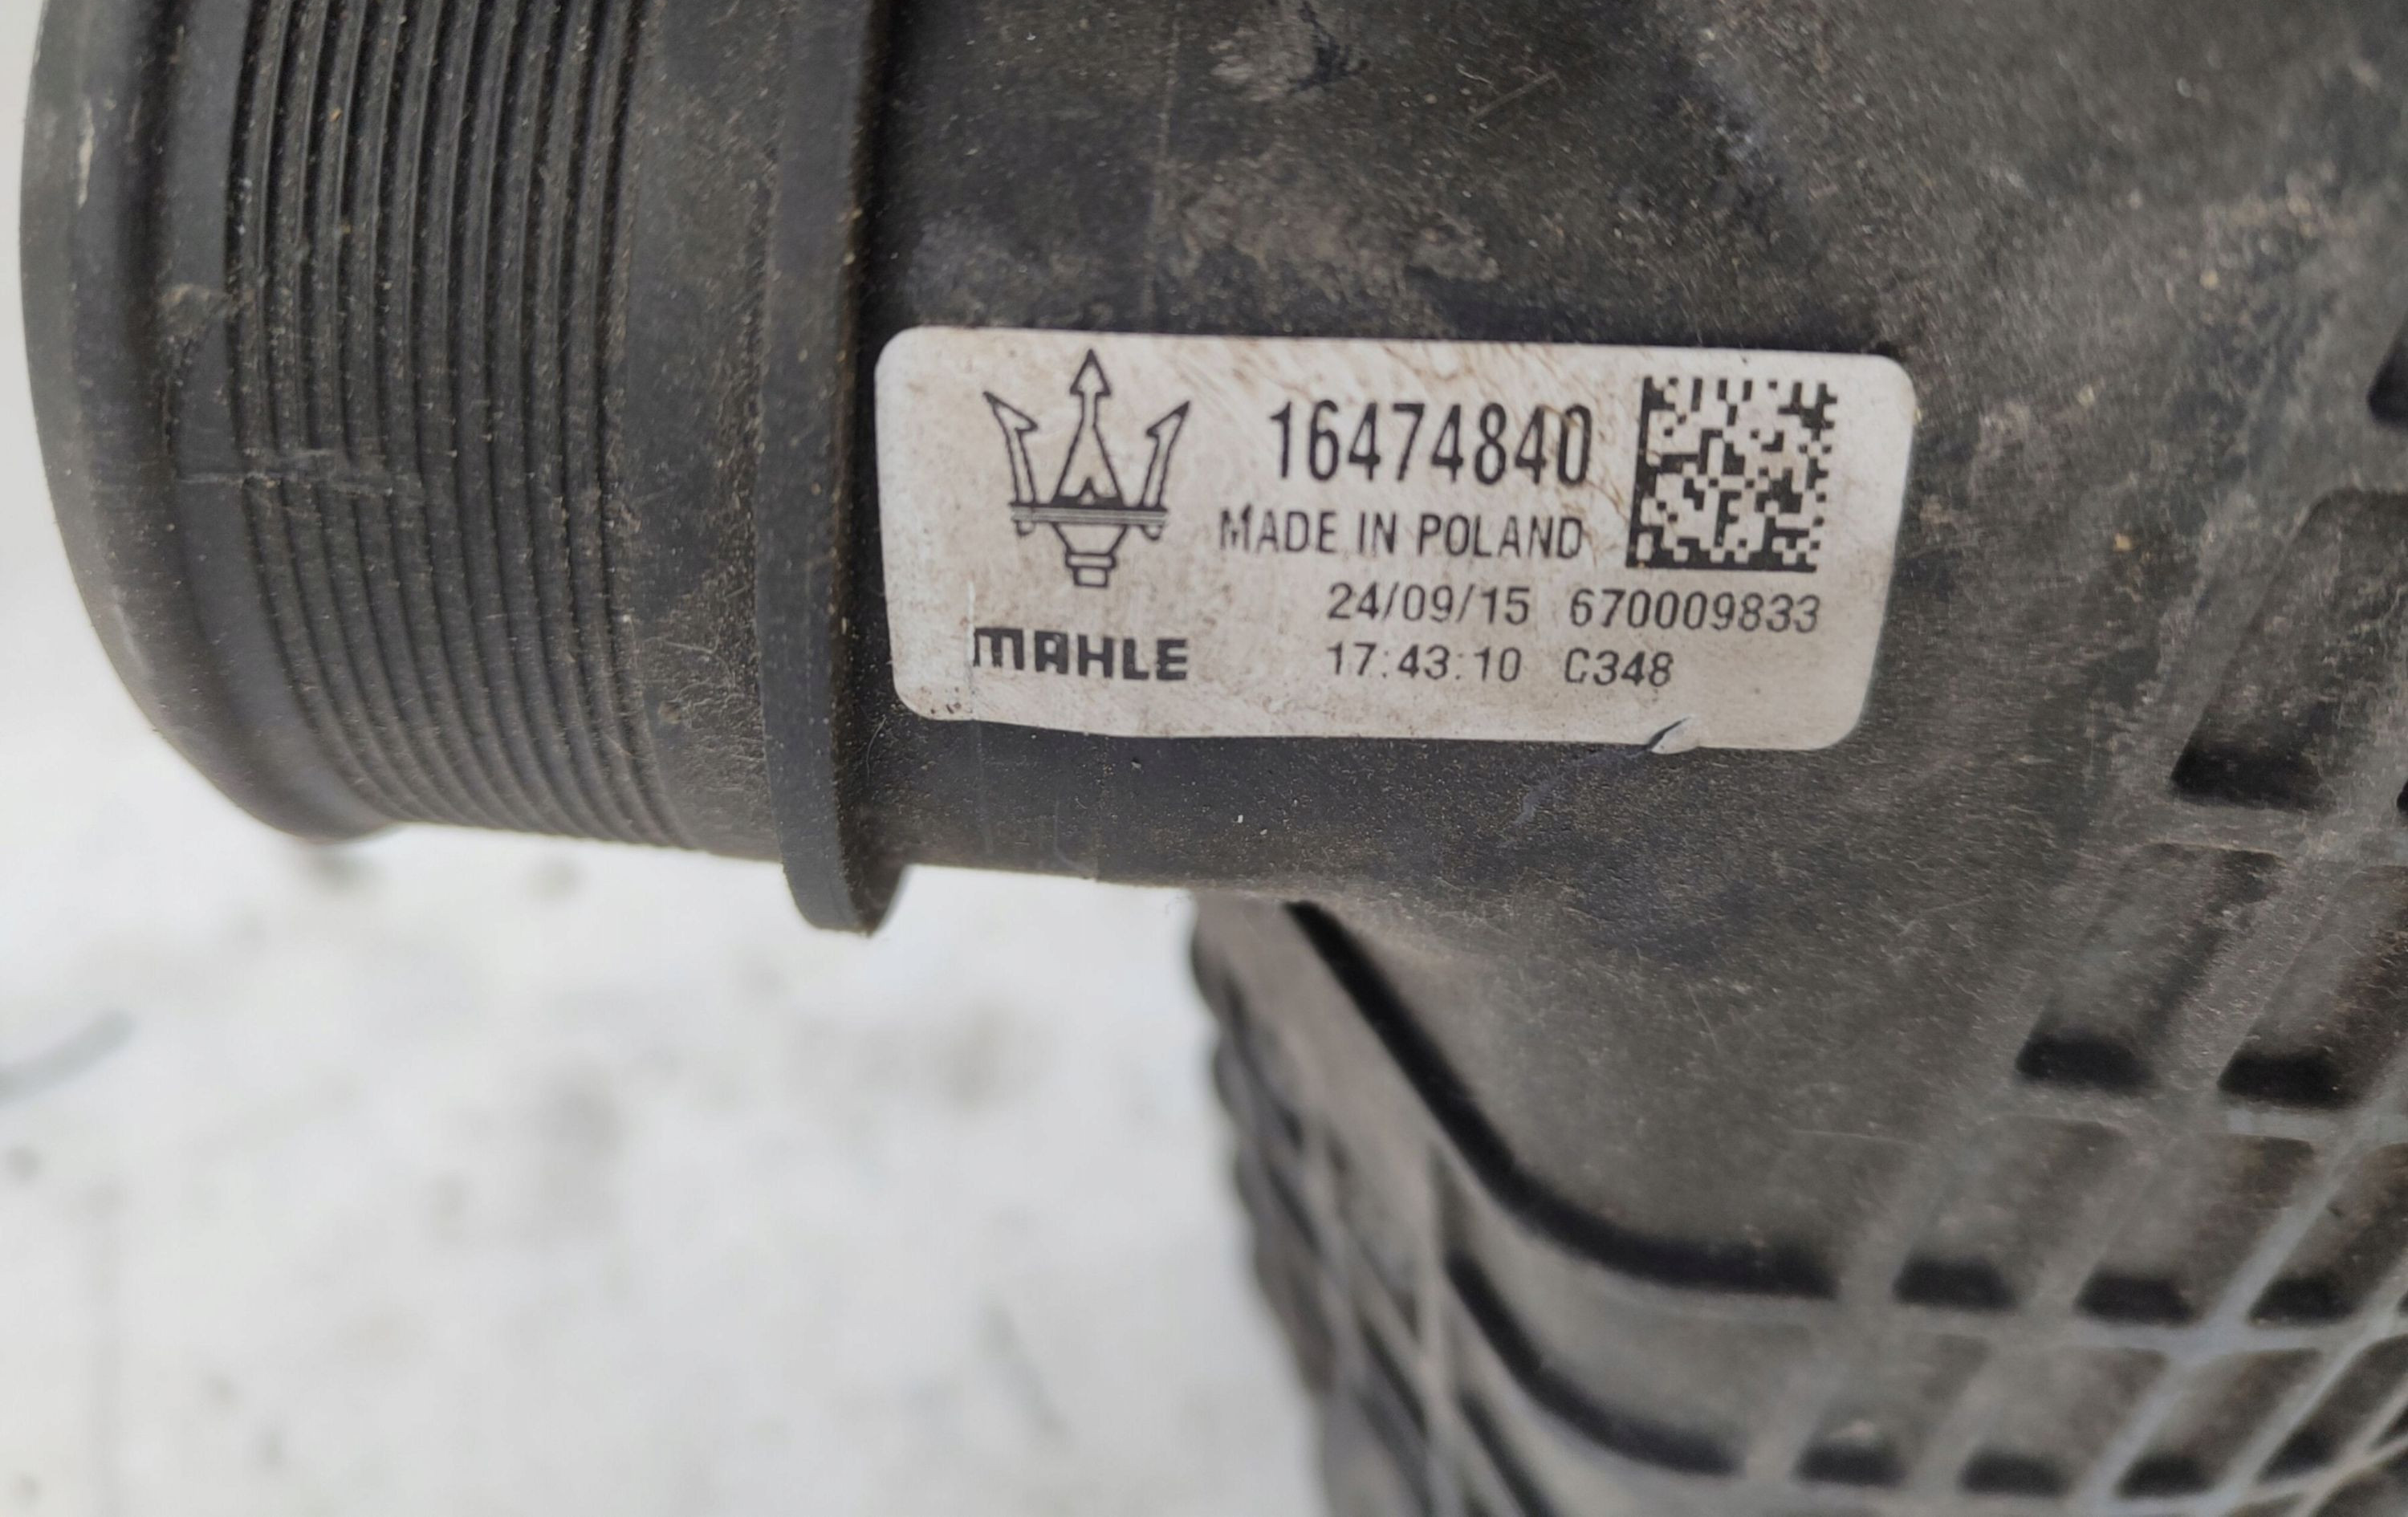 16474840
MADE IN POLAND
24/09/15 670009833
17:43:10 C348
MAHLE